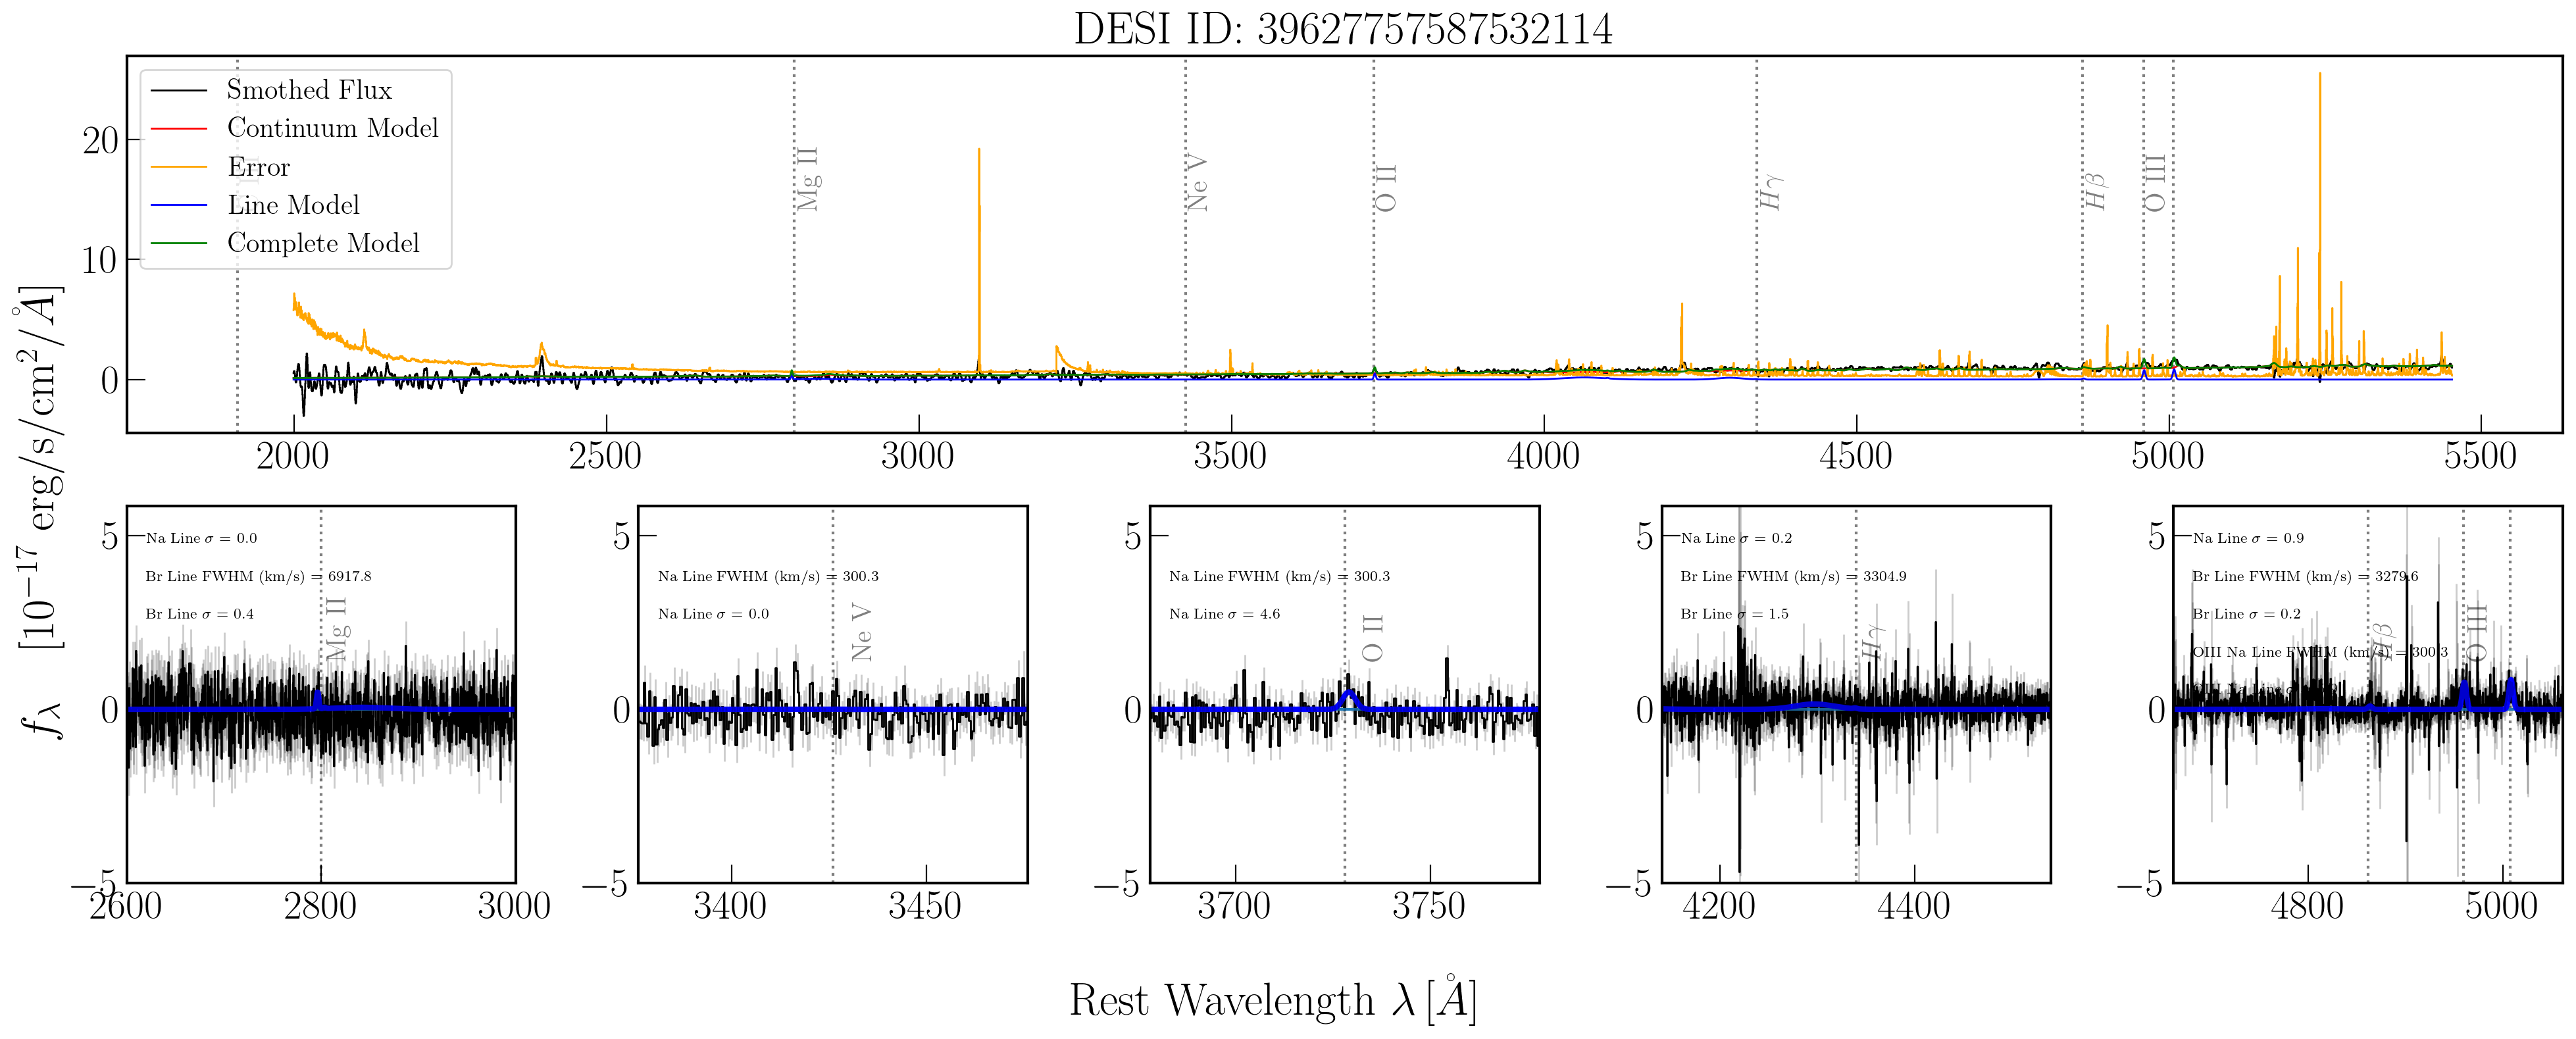 DESI ID: 39627757587532114
Smothed Flux
Continuum Model
Error
Line Model
Complete Model
Mg II
Ne V
O II
Hγ
Hβ
O III
20
10
0
2000 2500 3000 3500 4000 4500 5000 5500
fλ [10⁻¹⁷ erg/s/cm²/Å]
Na Line σ = 0.0
Br Line FWHM (km/s) = 6917.8
Br Line σ = 0.4
Mg II
5
0
−5
2600 2800 3000
Na Line FWHM (km/s) = 300.3
Na Line σ = 0.0
Ne V
5
0
−5
3400 3450
Na Line FWHM (km/s) = 300.3
Na Line σ = 4.6
O II
5
0
−5
3700 3750
Na Line σ = 0.2
Br Line FWHM (km/s) = 3304.9
Br Line σ = 1.5
Hγ
5
0
−5
4200 4400
Na Line σ = 0.9
Br Line FWHM (km/s) = 3279.6
Br Line σ = 0.2
OIII Na Line FWHM (km/s) = 300.3
Hβ
O III
5
0
−5
4800 5000
Rest Wavelength λ [Å]